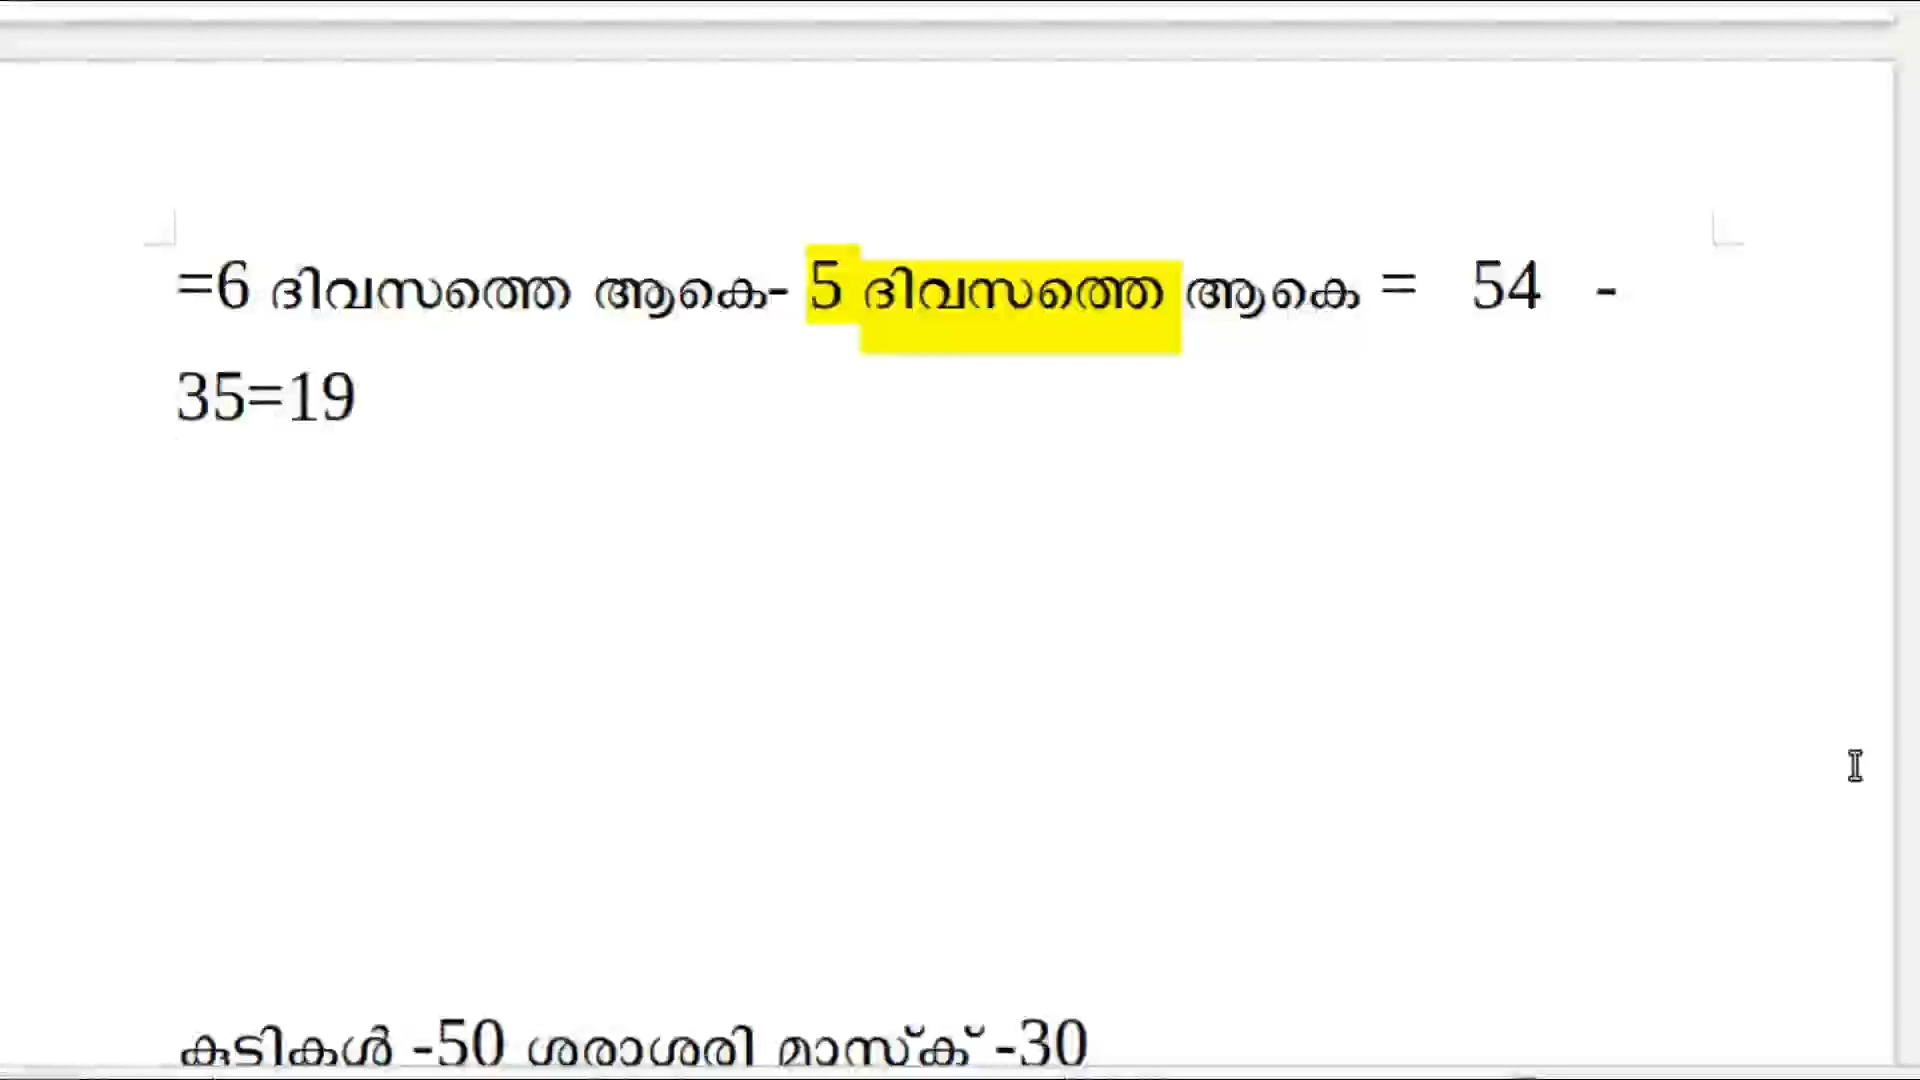 =6 ദിവസത്തെ ആകെ- 5 ദിവസത്തെ ആകെ = 54 -
35=19
കുടികൾ -50 ശരാശരി മാസ്ക് -30